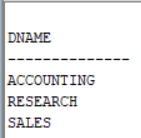 DNAME
--------------
ACCOUNTING
RESEARCH
SALES